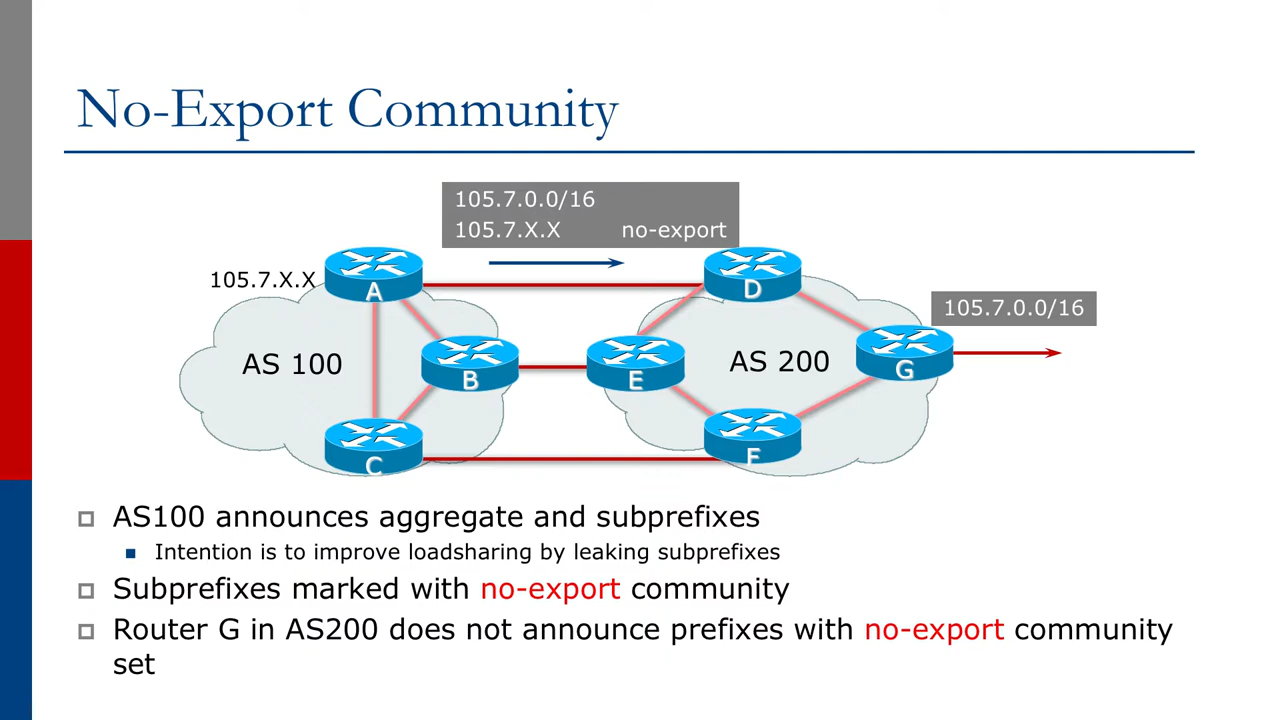 No-Export Community
105.7.0.0/16
105.7.X.X no-export
105.7.X.X
A
D
105.7.0.0/16
AS 100
B
E
AS 200
G
C
F
AS100 announces aggregate and subprefixes
Intention is to improve loadsharing by leaking subprefixes
Subprefixes marked with no-export community
Router G in AS200 does not announce prefixes with no-export community
set